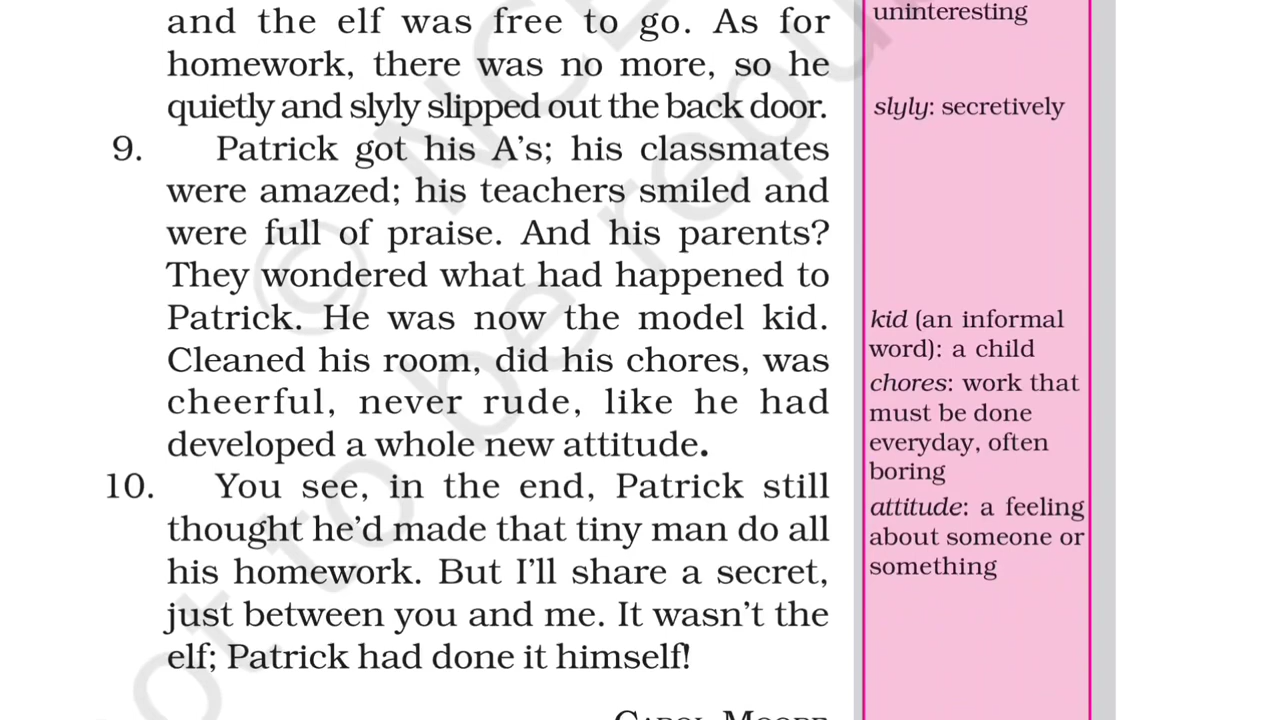 and the elf was free to go. As for
homework, there was no more, so he
quietly and slyly slipped out the back door.
9. Patrick got his A's; his classmates
were amazed; his teachers smiled and
were full of praise. And his parents?
They wondered what had happened to
Patrick. He was now the model kid.
Cleaned his room, did his chores, was
cheerful, never rude, like he had
developed a whole new attitude.
10. You see, in the end, Patrick still
thought he'd made that tiny man do all
his homework. But I'll share a secret,
just between you and me. It wasn't the
elf; Patrick had done it himself!
uninteresting
slyly: secretively
kid (an informal
word): a child
chores: work that
must be done
everyday, often
boring
attitude: a feeling
about someone or
something